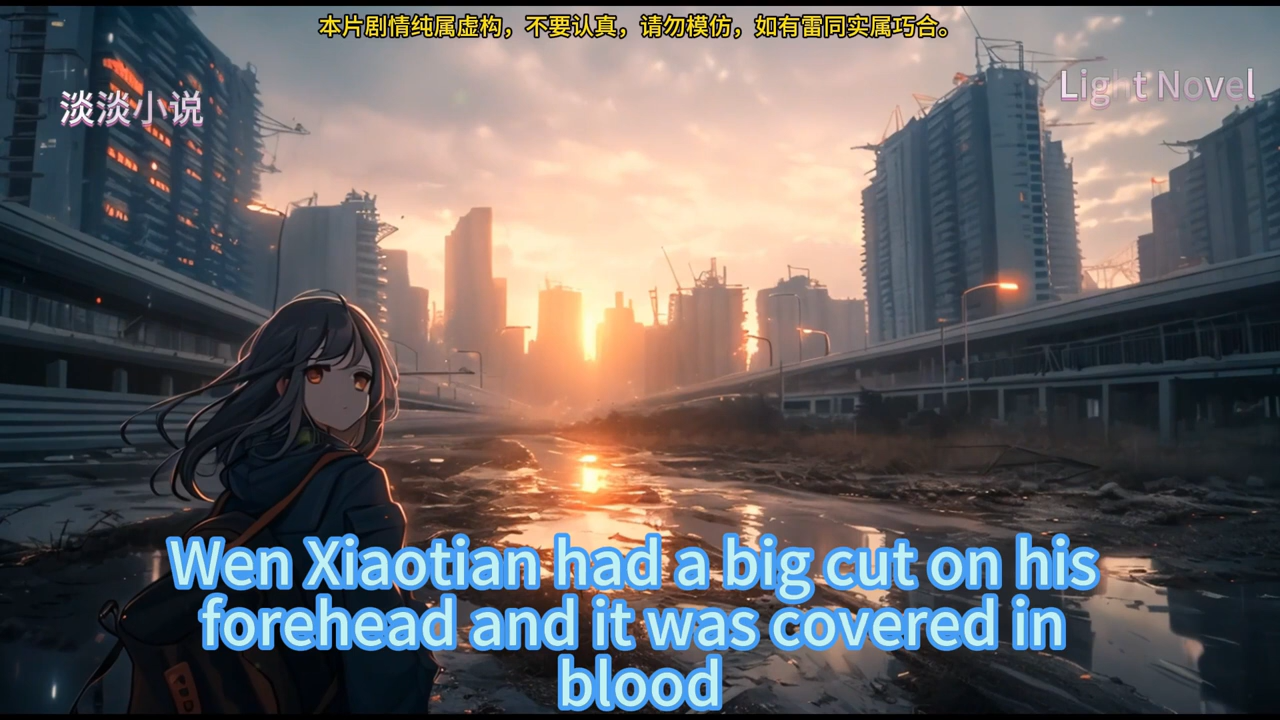 本片剧情纯属虚构，不要认真，请勿模仿，如有雷同实属巧合。
淡淡小说
Light Novel
Wen Xiaotian had a big cut on his
forehead and it was covered in
blood